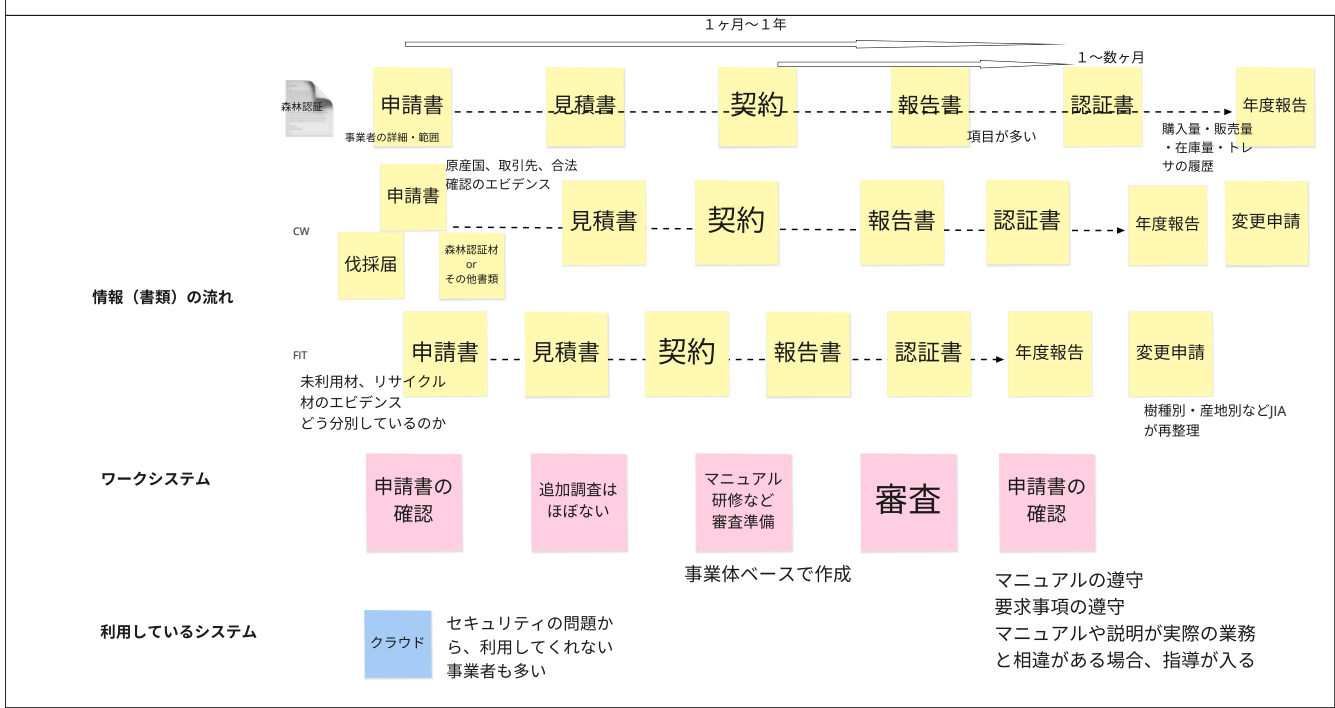 １ヶ月～１年
１～数ヶ月
森林認証
申請書
見積書
契約
報告書
認証書
年度報告
事業者の詳細・範囲
項目が多い
購入量・販売量
・在庫量・トレ
サの履歴
原産国、取引先、合法
確認のエビデンス
CW
申請書
伐採届
森林認証材
or
その他書類
見積書
契約
報告書
認証書
年度報告
変更申請
情報（書類）の流れ
FIT
申請書
見積書
契約
報告書
認証書
年度報告
変更申請
未利用材、リサイクル
材のエビデンス
どう分別しているのか
樹種別・産地別などJIA
が再整理
ワークシステム
申請書の
確認
追加調査は
ほぼない
マニュアル
研修など
審査準備
審査
申請書の
確認
事業体ベースで作成
マニュアルの遵守
要求事項の遵守
マニュアルや説明が実際の業務
と相違がある場合、指導が入る
利用しているシステム
クラウド
セキュリティの問題か
ら、利用してくれない
事業者も多い